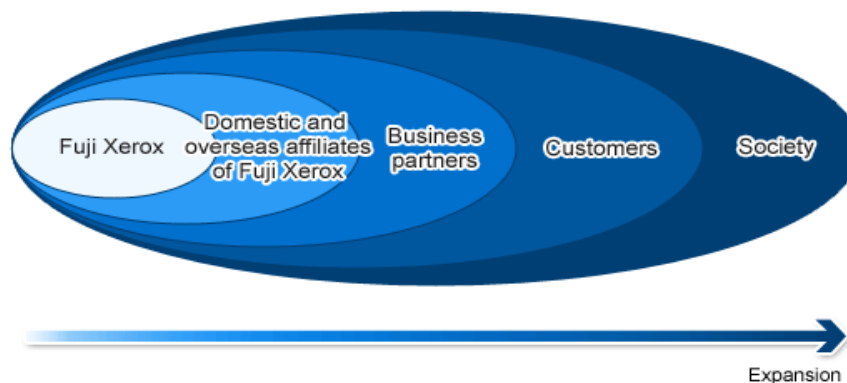 Fuji Xerox
Domestic and
overseas affiliates
of Fuji Xerox
Business
partners
Customers
Society
Expansion